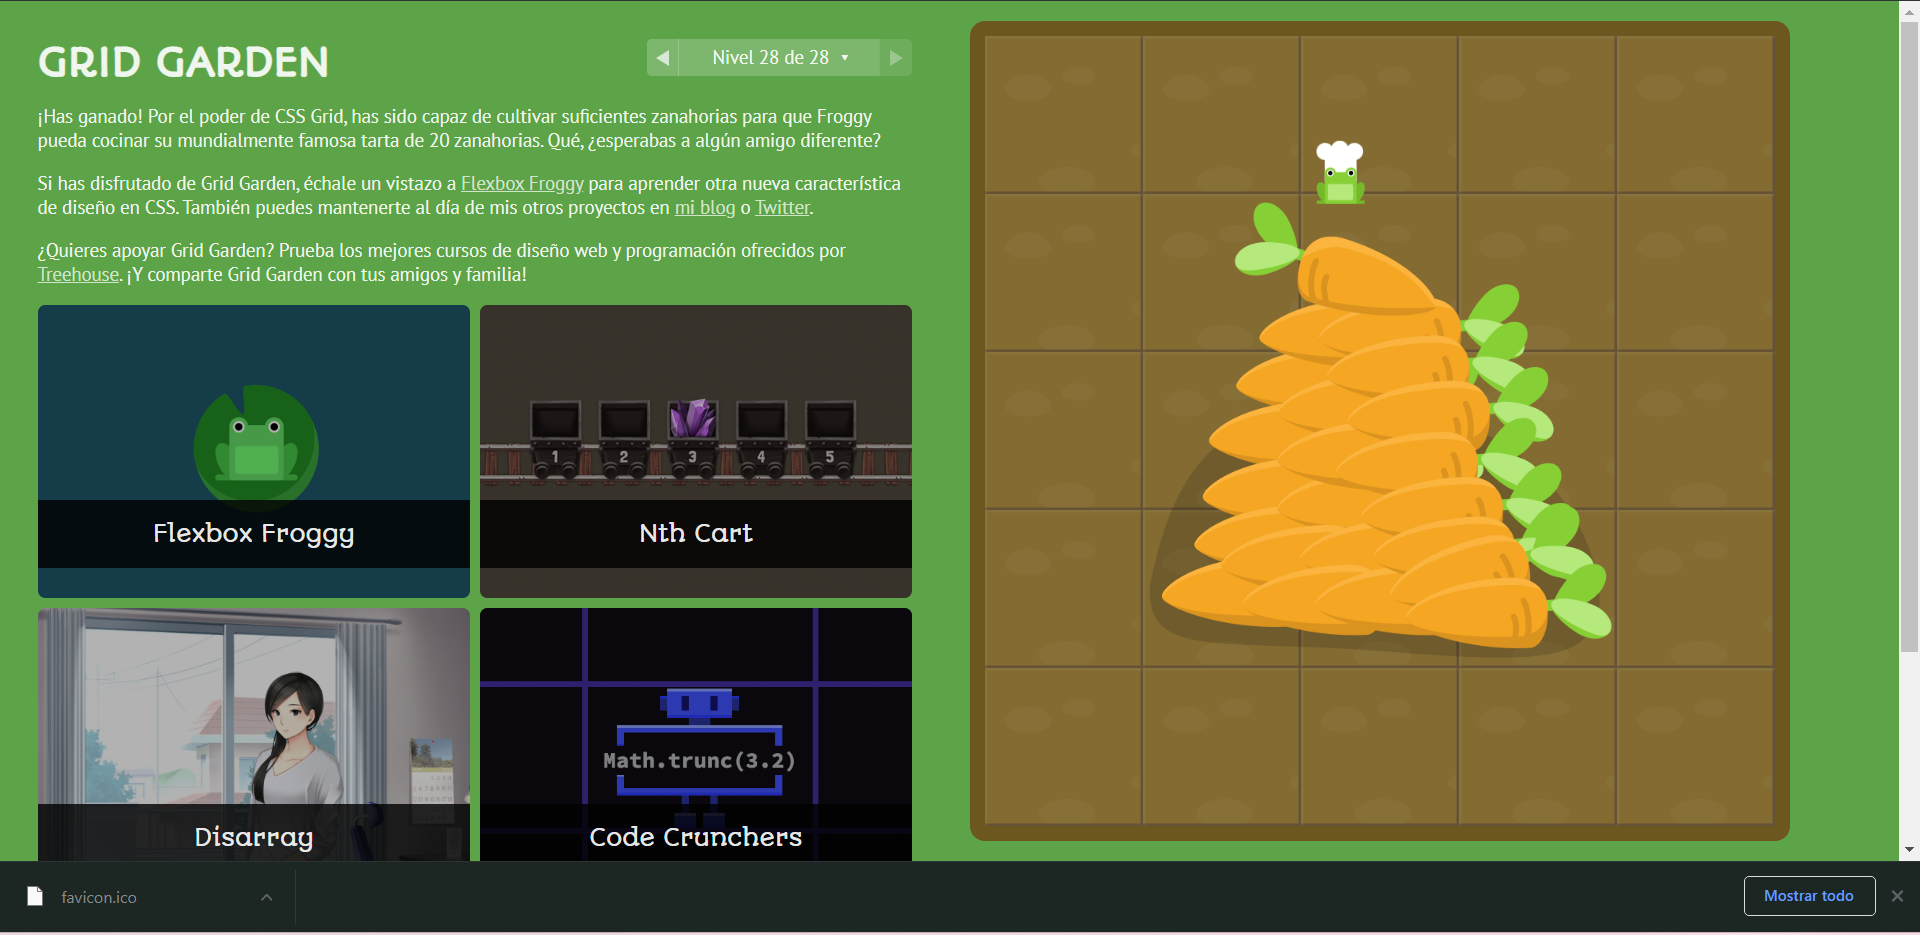 GRID GARDEN
Nivel 28 de 28
¡Has ganado! Por el poder de CSS Grid, has sido capaz de cultivar suficientes zanahorias para que Froggy
pueda cocinar su mundialmente famosa tarta de 20 zanahorias. Qué, ¿esperabas a algún amigo diferente?
Si has disfrutado de Grid Garden, échale un vistazo a Flexbox Froggy para aprender otra nueva característica
de diseño en CSS. También puedes mantenerte al día de mis otros proyectos en mi blog o Twitter.
¿Quieres apoyar Grid Garden? Prueba los mejores cursos de diseño web y programación ofrecidos por
Treehouse. ¡Y comparte Grid Garden con tus amigos y familia!
Flexbox Froggy
1 2 3 4 5
Nth Cart
Disarray
Math.trunc(3.2)
Code Crunchers
favicon.ico
Mostrar todo